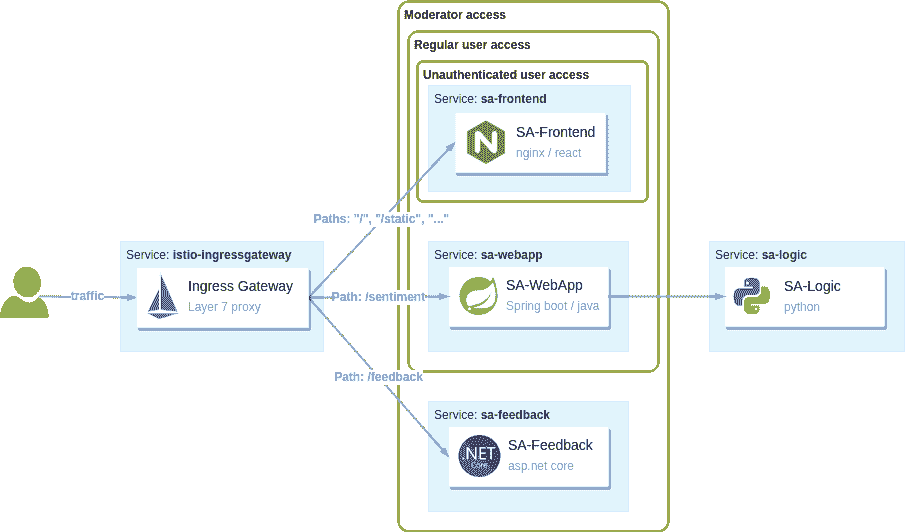 Moderator access
Regular user access
Unauthenticated user access
Service: sa-frontend
SA-Frontend
nginx / react
Paths: "/", "/static", "..."
Service: istio-ingressgateway
Ingress Gateway
Layer 7 proxy
traffic
Path: /sentiment
Service: sa-webapp
SA-WebApp
Spring boot / java
Service: sa-logic
SA-Logic
python
Path: /feedback
Service: sa-feedback
.NET
Core
SA-Feedback
asp.net core